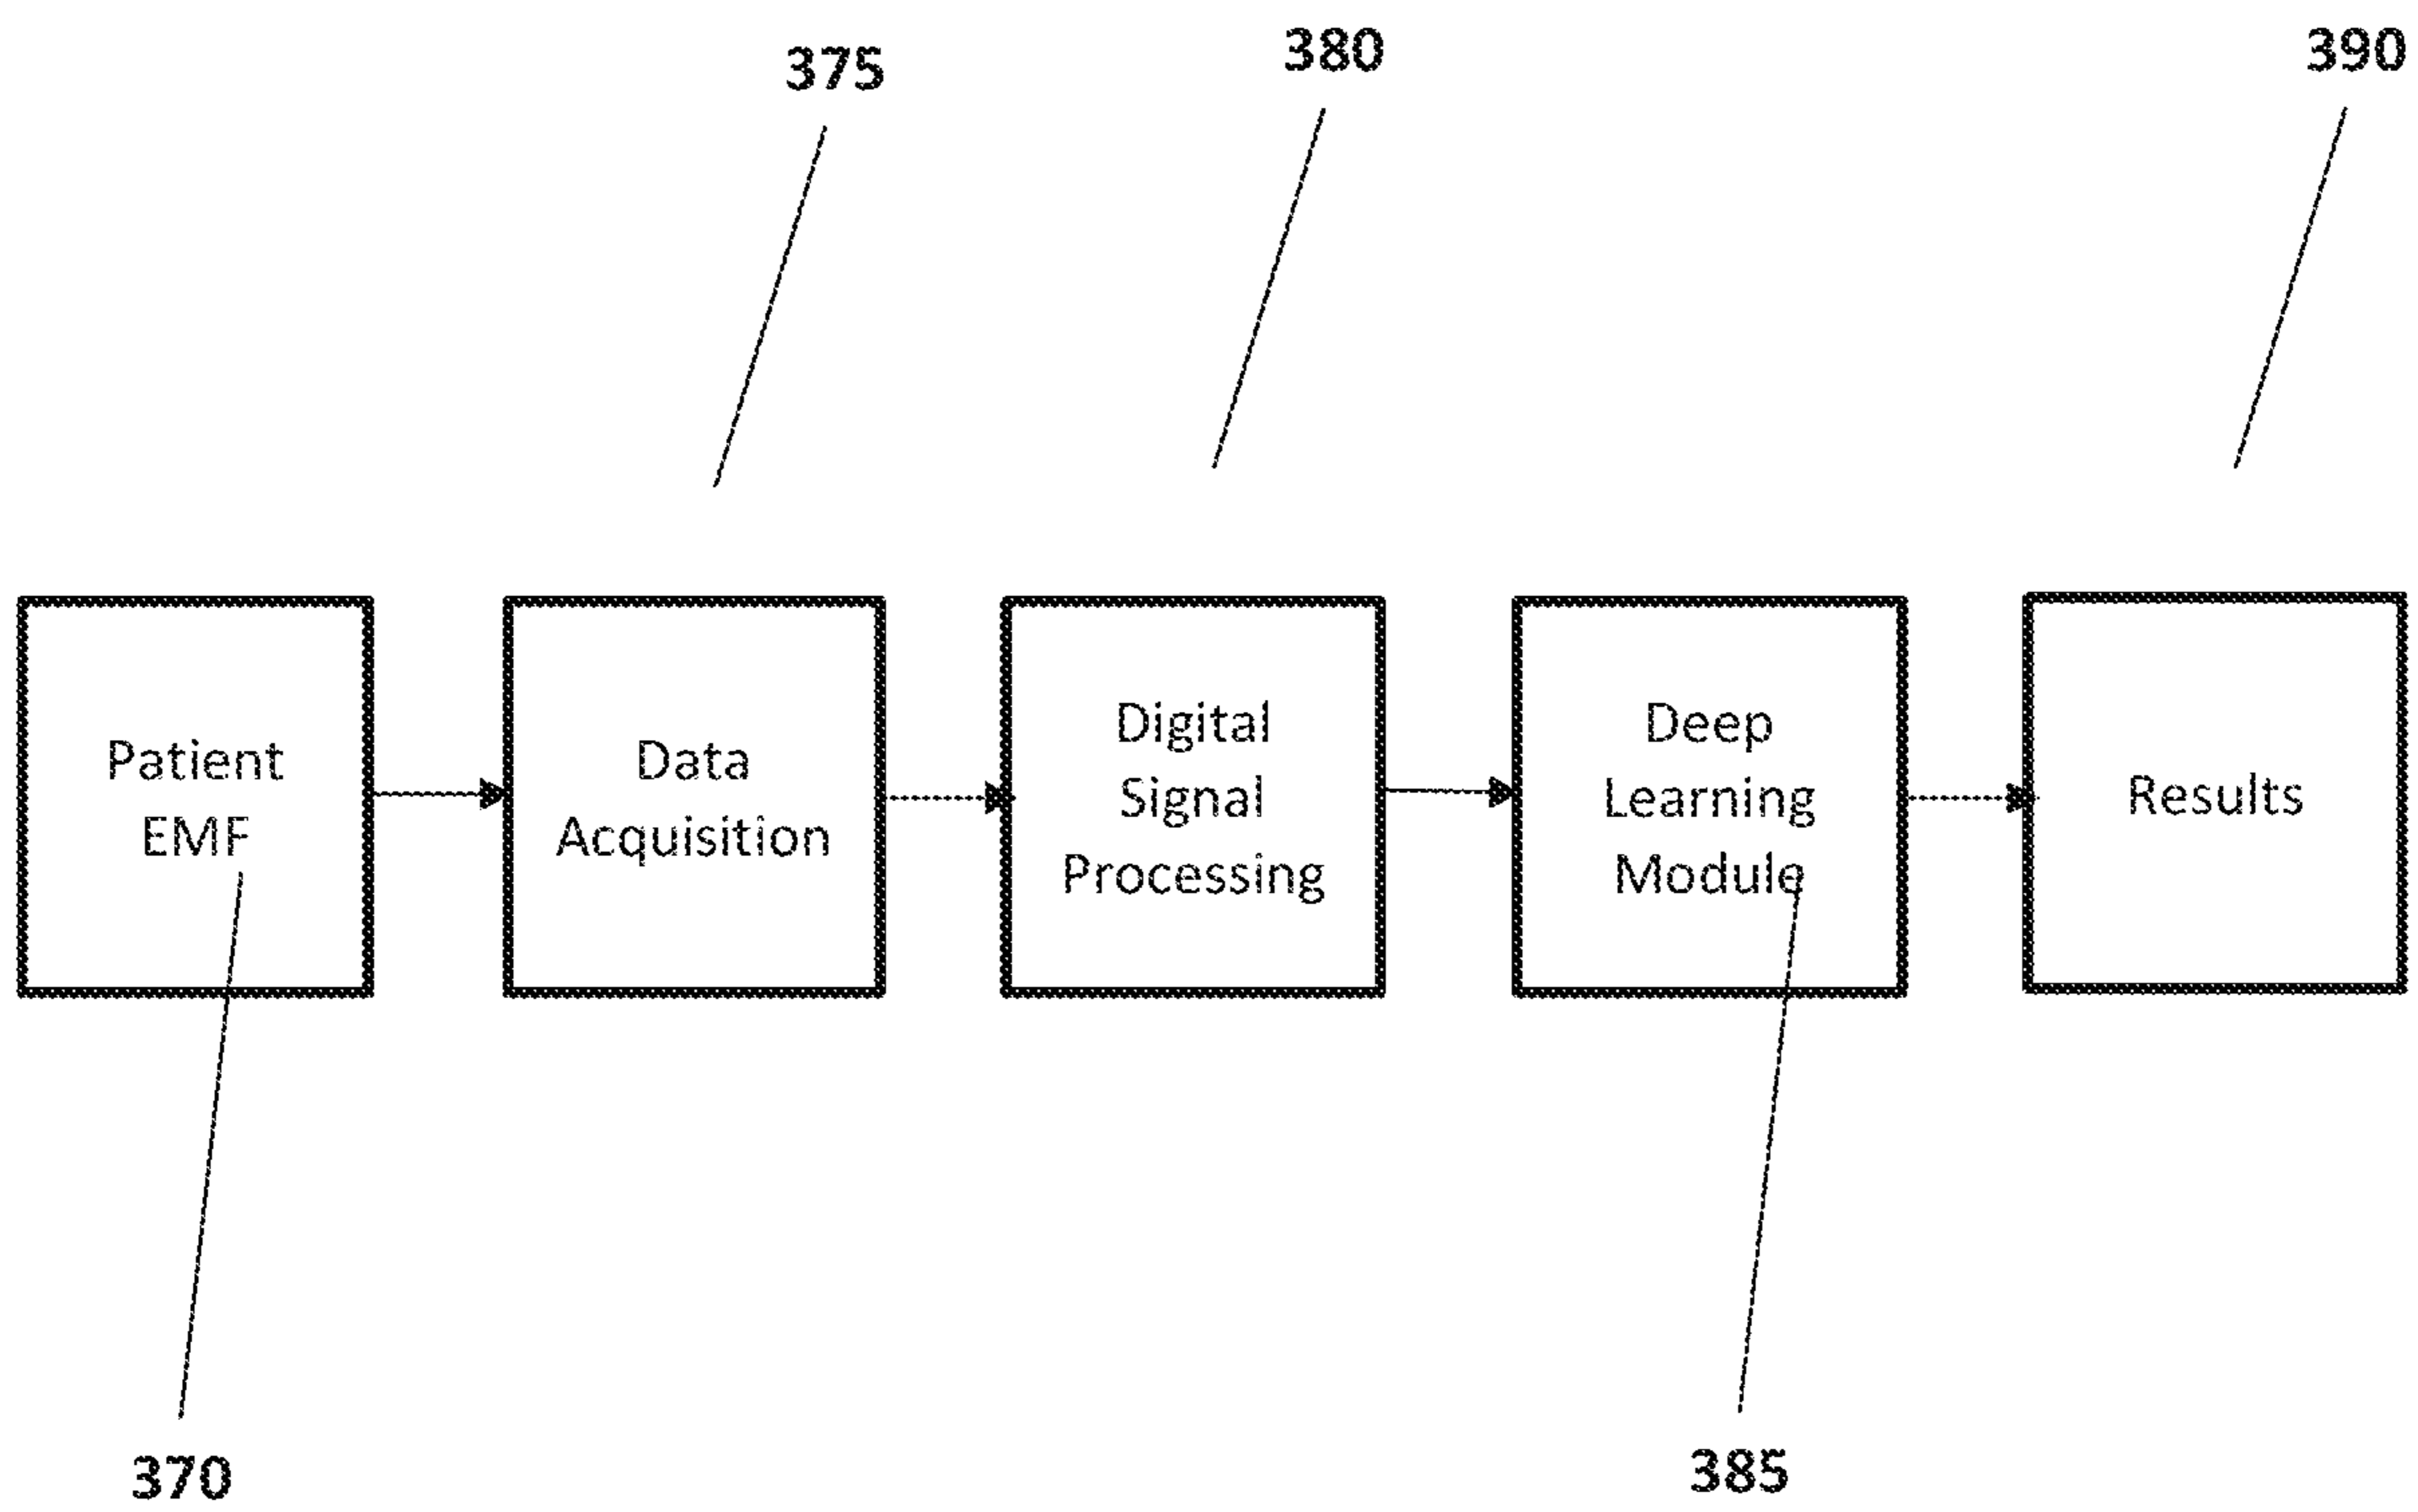 375
380
390
Patient
EMF
Data
Acquisition
Digital
Signal
Processing
Deep
Learning
Module
Results
370
385